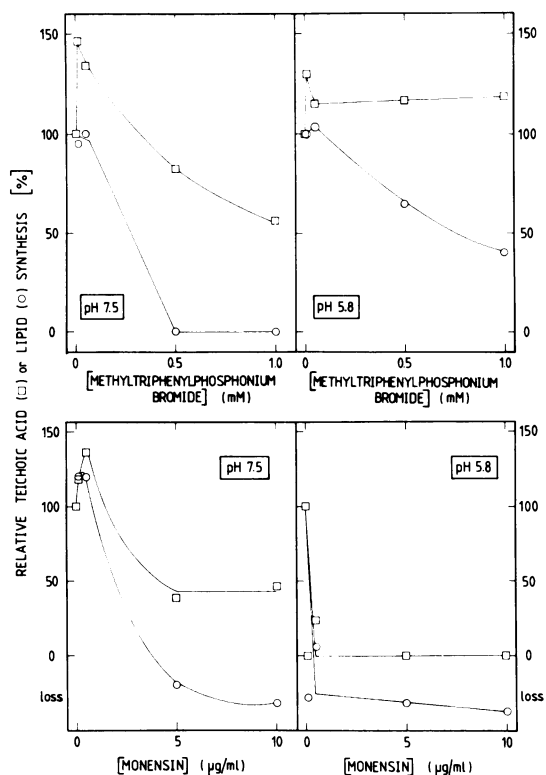 150
100
50
0
pH 7.5
0
0.5
1.0
[METHYLTRIPHENYLPHOSPHONIUM
BROMIDE] (mM)
150
100
50
0
pH 5.8
0
0.5
10
[METHYLTRIPHENYLPHOSPHONIUM
BROMIDE] (mM)
RELATIVE TEICHOIC ACID (□) or LIPID (○) SYNTHESIS [%]
150
100
50
0
loss
pH 7.5
0
5
10
[MONENSIN] (µg/ml)
150
100
50
0
loss
pH 5.8
0
5
10
[MONENSIN] (µg/ml)